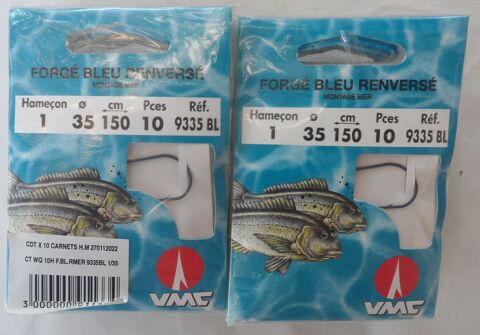 FORGÉ BLEU RENVERSÉ
MONTAGE MER
Hameçon ø cm Pces Réf.
1 35 150 10 9335 BL
CDT X 10 CARNETS H.M 270112022
CT WQ 10H F.BL.RMER 9335BL 1/35
VMC
FORGÉ BLEU RENVERSÉ
MONTAGE MER
Hameçon ø cm Pces Réf.
1 35 150 10 9335 BL
VMC